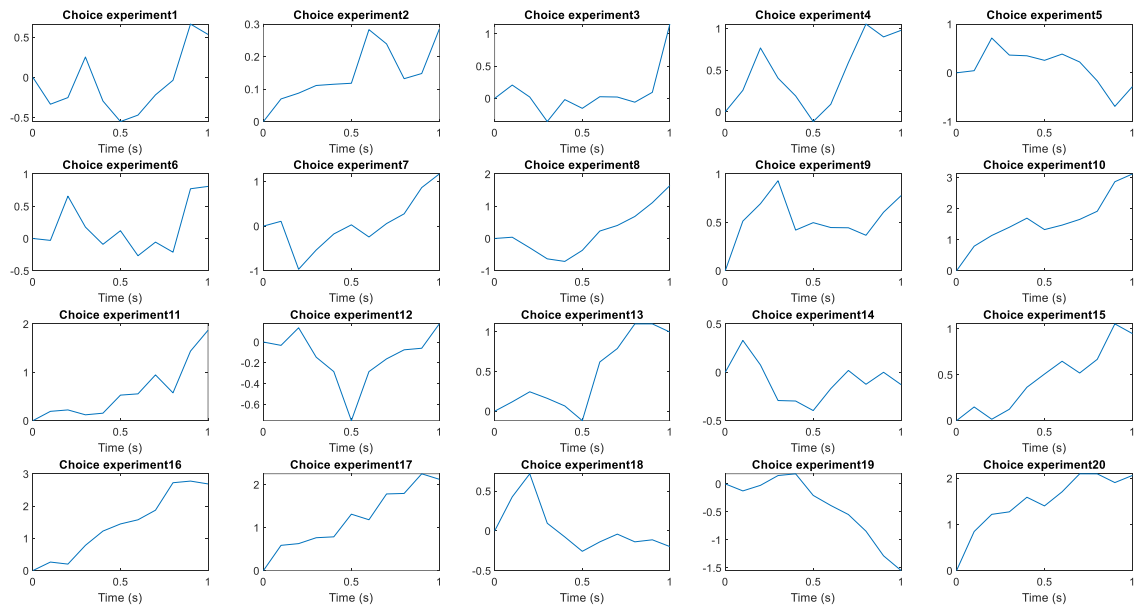 Choice experiment1
Choice experiment2
Choice experiment3
Choice experiment4
Choice experiment5
0.5
0
-0.5
0 0.5 1
Time (s)
0.3
0.2
0.1
0
0 0.5 1
Time (s)
1
0.5
0
0 0.5 1
Time (s)
1
0.5
0
0 0.5 1
Time (s)
1
0
-1
0 0.5 1
Time (s)
Choice experiment6
Choice experiment7
Choice experiment8
Choice experiment9
Choice experiment10
1
0.5
0
-0.5
0 0.5 1
Time (s)
1
0
-1
0 0.5 1
Time (s)
2
1
0
-1
0 0.5 1
Time (s)
1
0.5
0
0 0.5 1
Time (s)
3
2
1
0
0 0.5 1
Time (s)
Choice experiment11
Choice experiment12
Choice experiment13
Choice experiment14
Choice experiment15
2
1
0
0 0.5 1
Time (s)
0
-0.2
-0.4
-0.6
0 0.5 1
Time (s)
1
0.5
0
0 0.5 1
Time (s)
0.5
0
-0.5
0 0.5 1
Time (s)
1
0.5
0
0 0.5 1
Time (s)
Choice experiment16
Choice experiment17
Choice experiment18
Choice experiment19
Choice experiment20
3
2
1
0
0 0.5 1
Time (s)
2
1
0
0 0.5 1
Time (s)
0.5
0
-0.5
0 0.5 1
Time (s)
0
-0.5
-1
-1.5
0 0.5 1
Time (s)
2
1
0
0 0.5 1
Time (s)